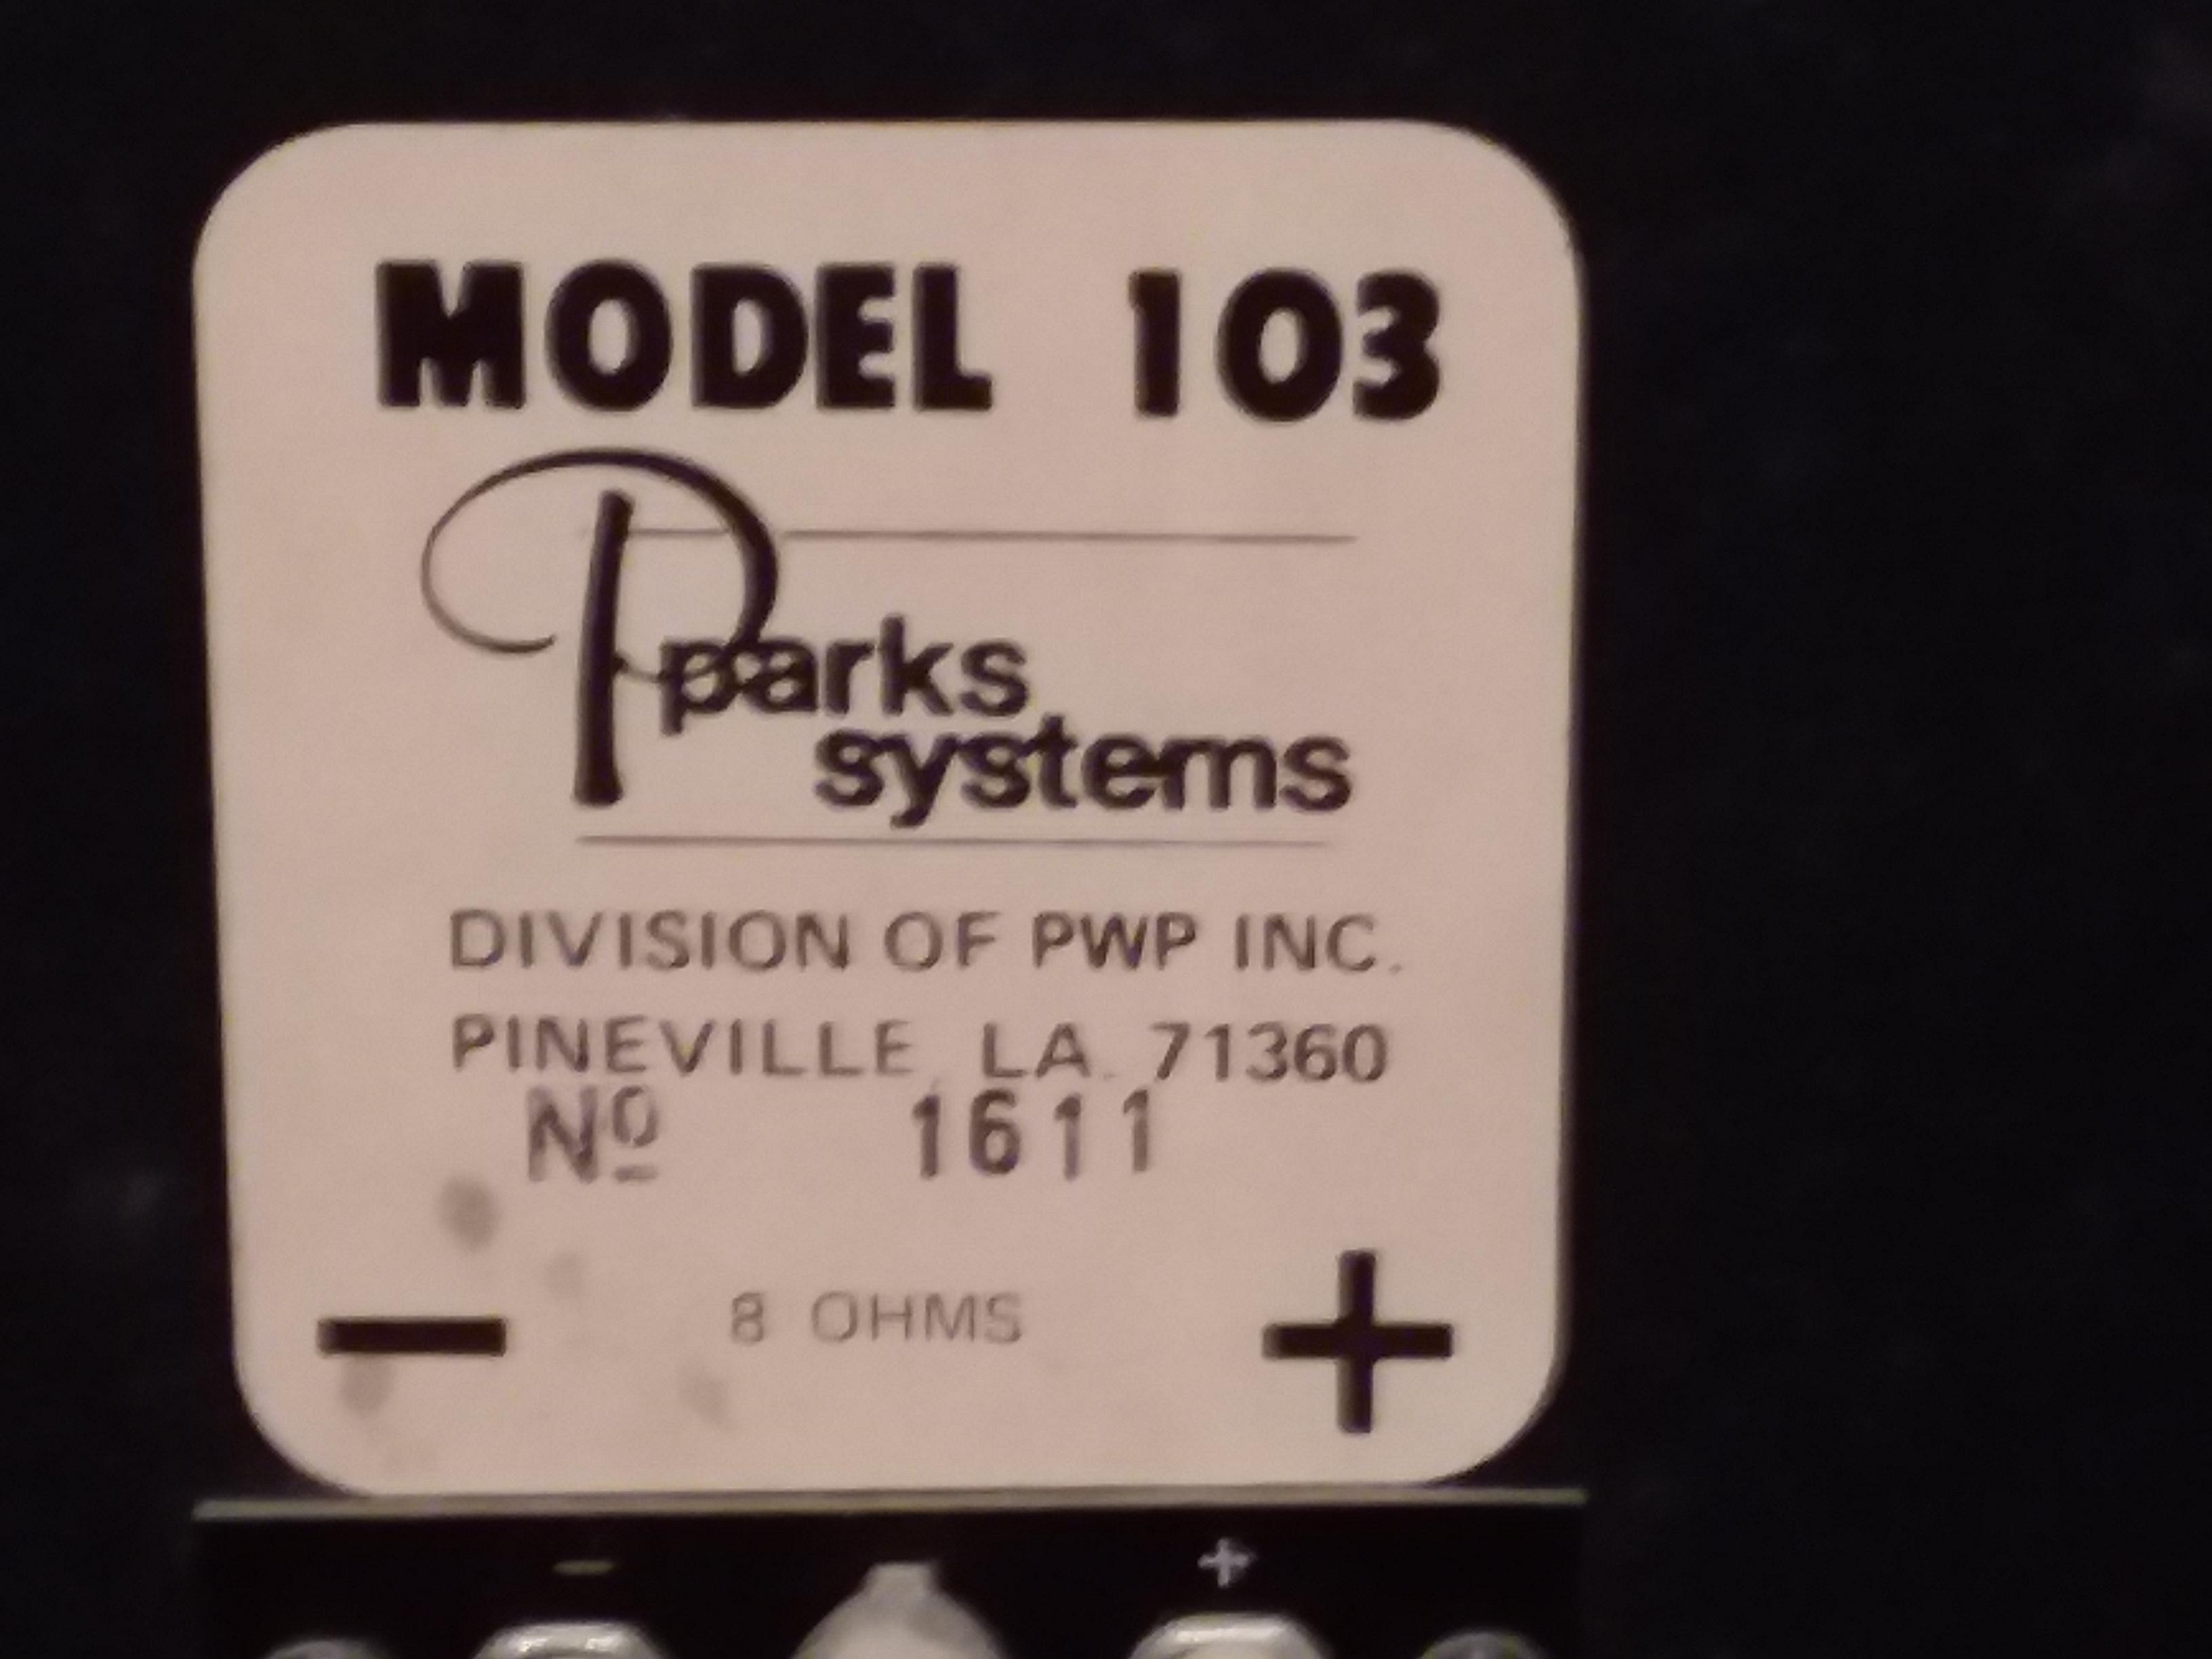 MODEL 103
parks
systems
DIVISION OF PWP INC.
PINEVILLE, LA. 71360
Nº 1611
− 8 OHMS +
− +